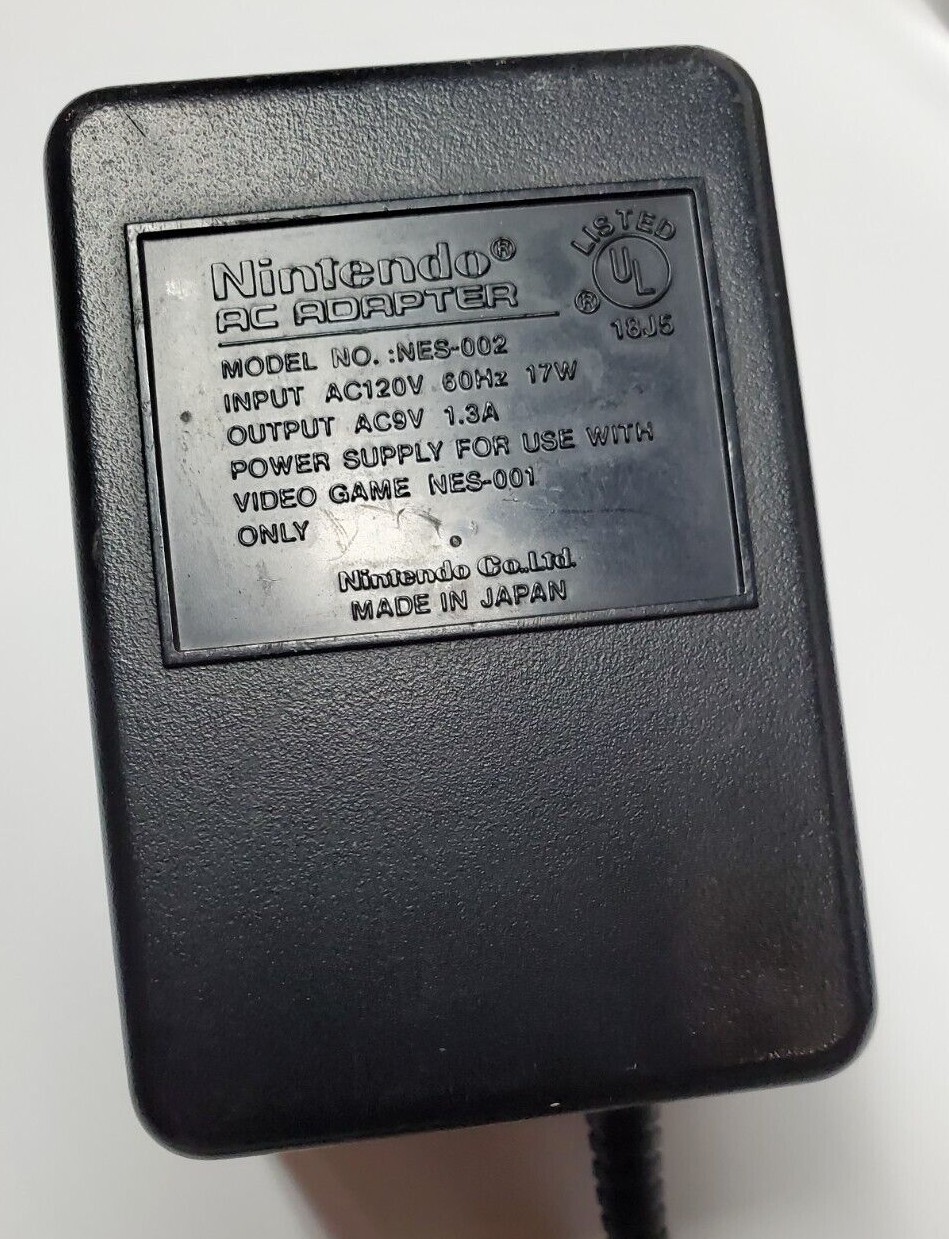 Nintendo®
AC ADAPTER
LISTED
UL
®
18J5
MODEL NO.:NES-002
INPUT AC120V 60Hz 17W
OUTPUT AC9V 1.3A
POWER SUPPLY FOR USE WITH
VIDEO GAME NES-001
ONLY
Nintendo Co.,Ltd.
MADE IN JAPAN